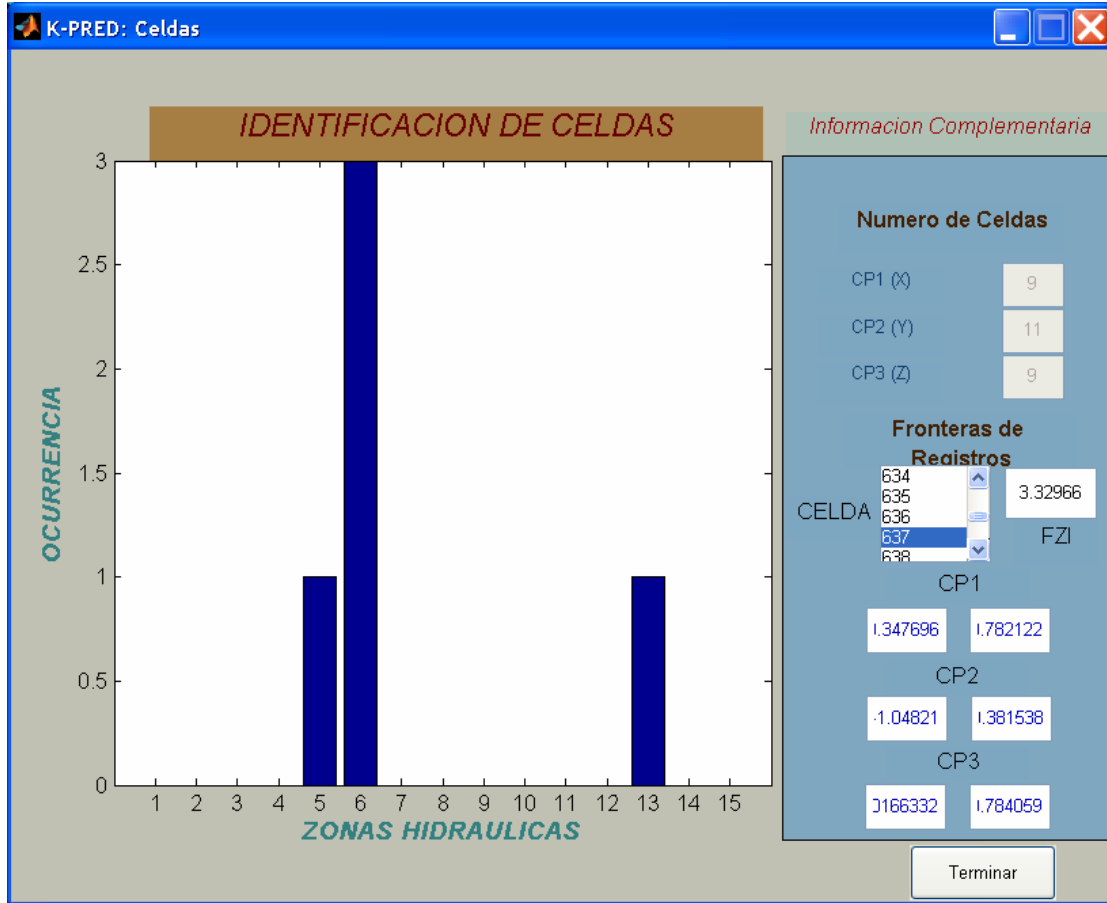 K-PRED: Celdas
IDENTIFICACION DE CELDAS
Informacion Complementaria
3
2.5
2
1.5
1
0.5
0
OCURRENCIA
1 2 3 4 5 6 7 8 9 10 11 12 13 14 15
ZONAS HIDRAULICAS
Numero de Celdas
CP1 (X) 9
CP2 (Y) 11
CP3 (Z) 9
Fronteras de
Registros
CELDA
634
635
636
637
638
3.32966
FZI
CP1
.347696 .782122
CP2
-1.04821 .381538
CP3
0166332 .784059
Terminar